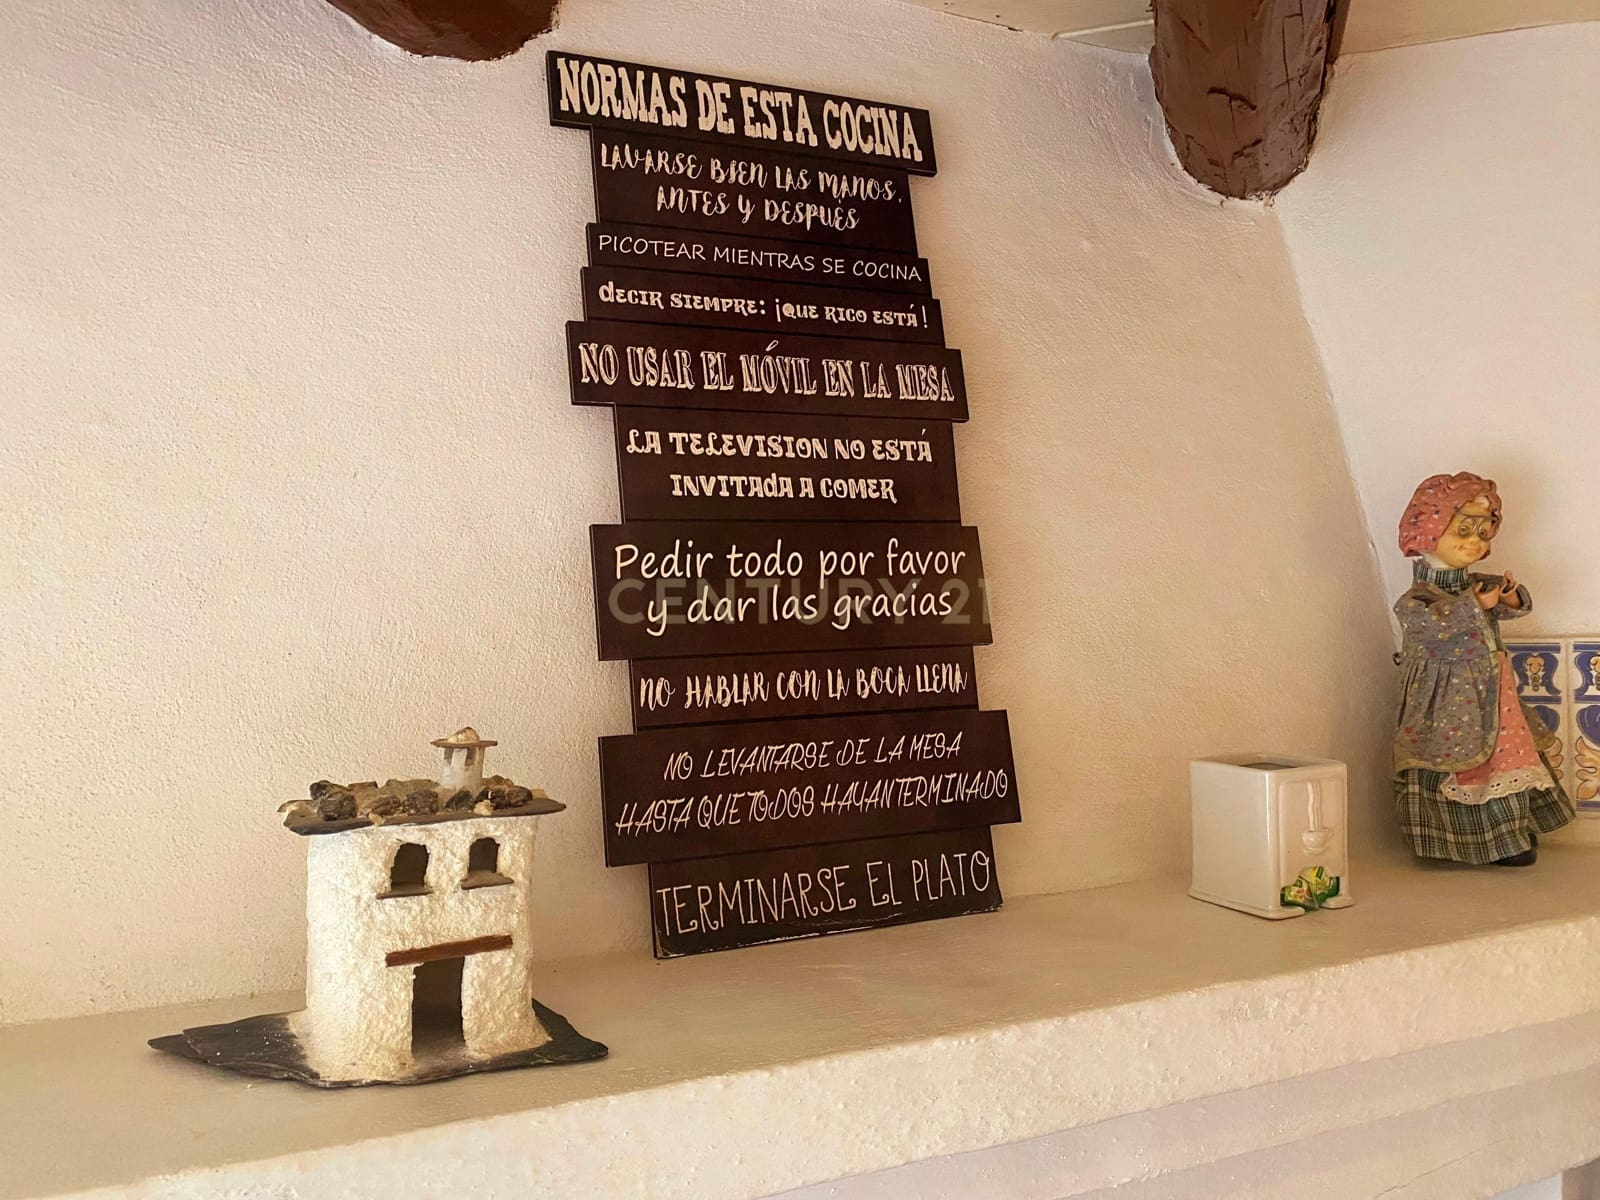 NORMAS DE ESTA COCINA
LAVARSE BIEN LAS MANOS,
ANTES Y DESPUÉS
PICOTEAR MIENTRAS SE COCINA
dECIR SIEMPRE: ¡QUE RICO ESTÁ!
NO USAR EL MÓVIL EN LA MESA
LA TELEVISION NO ESTÁ
INVITAdA A COMER
Pedir todo por favor
y dar las gracias
CENTURY 21
NO HABLAR CON LA BOCA LLENA
NO LEVANTARSE DE LA MESA
HASTA QUE TODOS HAYAN TERMINADO
TERMINARSE EL PLATO